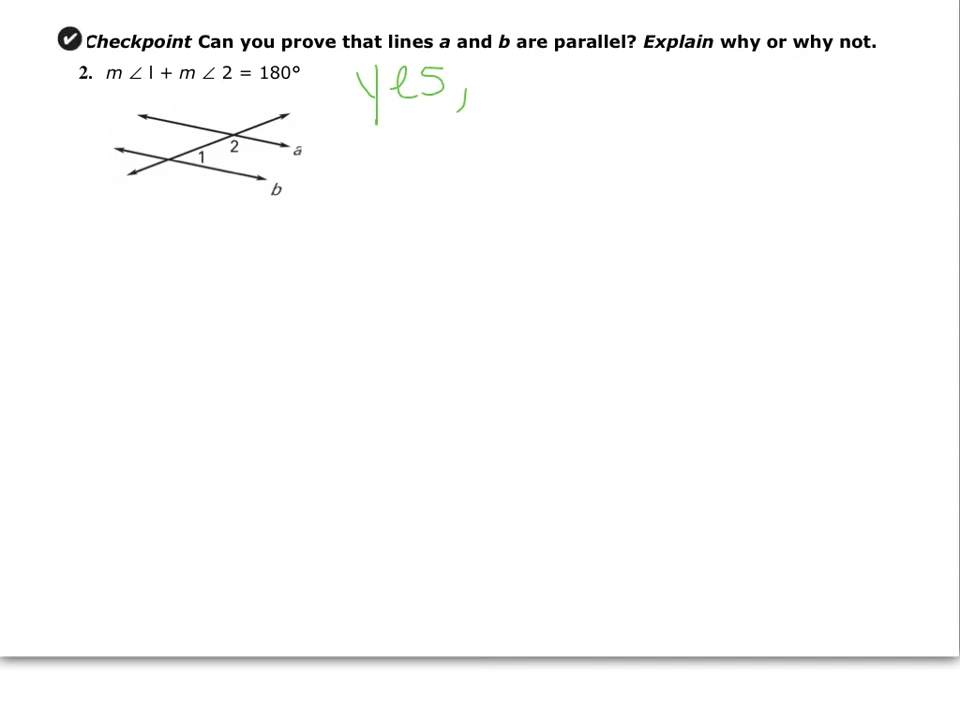 ✔ Checkpoint Can you prove that lines a and b are parallel? Explain why or why not.
2. m ∠ l + m ∠ 2 = 180° yes,
2
a
1
b